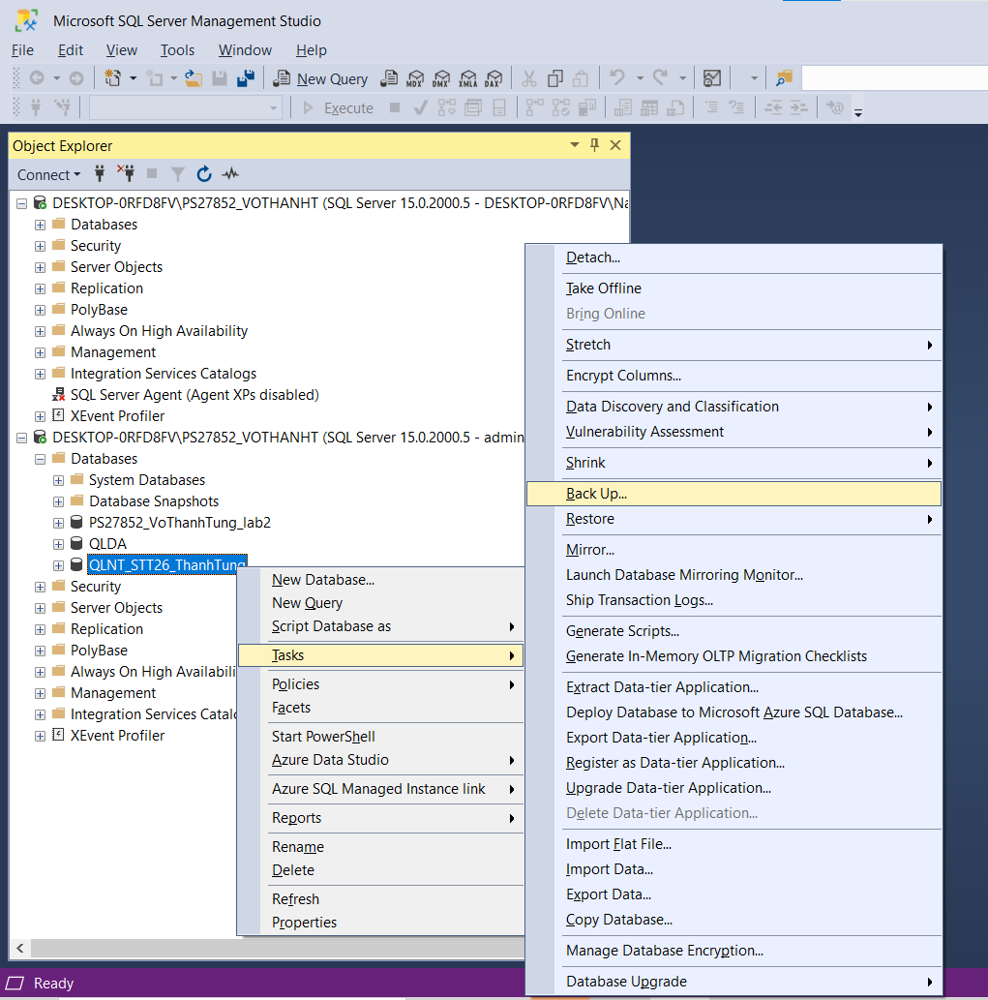 Microsoft SQL Server Management Studio
File Edit View Tools Window Help
New Query MDX DMX XMLA DAX
Execute
Object Explorer
Connect
DESKTOP-0RFD8FV\PS27852_VOTHANHT (SQL Server 15.0.2000.5 - DESKTOP-0RFD8FV\Na
Databases
Security
Server Objects
Replication
PolyBase
Always On High Availability
Management
Integration Services Catalogs
SQL Server Agent (Agent XPs disabled)
XEvent Profiler
DESKTOP-0RFD8FV\PS27852_VOTHANHT (SQL Server 15.0.2000.5 - admin
Databases
System Databases
Database Snapshots
PS27852_VoThanhTung_lab2
QLDA
QLNT_STT26_ThanhTung
Security
Server Objects
Replication
PolyBase
Always On High Availabili
Management
Integration Services Catalo
XEvent Profiler
New Database...
New Query
Script Database as
Tasks
Policies
Facets
Start PowerShell
Azure Data Studio
Azure SQL Managed Instance link
Reports
Rename
Delete
Refresh
Properties
Detach...
Take Offline
Bring Online
Stretch
Encrypt Columns...
Data Discovery and Classification
Vulnerability Assessment
Shrink
Back Up...
Restore
Mirror...
Launch Database Mirroring Monitor...
Ship Transaction Logs...
Generate Scripts...
Generate In-Memory OLTP Migration Checklists
Extract Data-tier Application...
Deploy Database to Microsoft Azure SQL Database...
Export Data-tier Application...
Register as Data-tier Application...
Upgrade Data-tier Application...
Delete Data-tier Application...
Import Flat File...
Import Data...
Export Data...
Copy Database...
Manage Database Encryption...
Database Upgrade
Ready